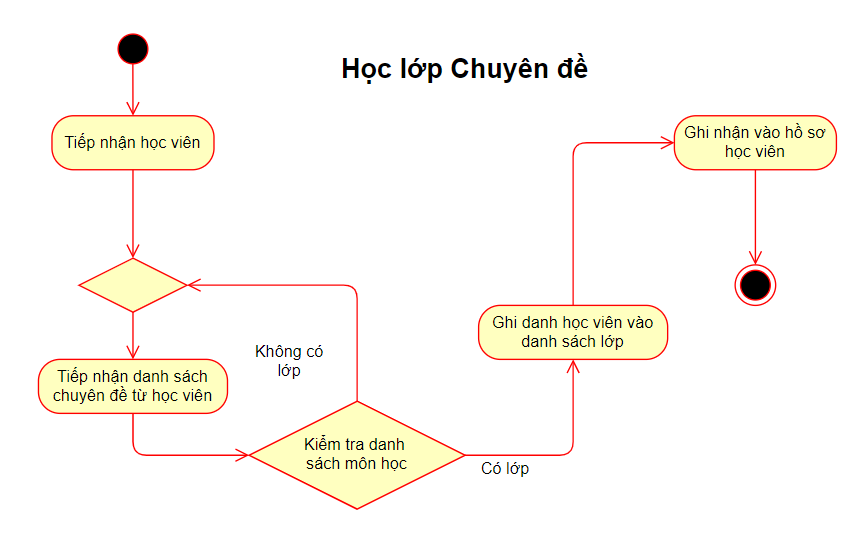 Học lớp Chuyên đề
Tiếp nhận học viên
Ghi nhận vào hồ sơ
học viên
Ghi danh học viên vào
danh sách lớp
Không có
lớp
Tiếp nhận danh sách
chuyên đề từ học viên
Kiểm tra danh
sách môn học
Có lớp